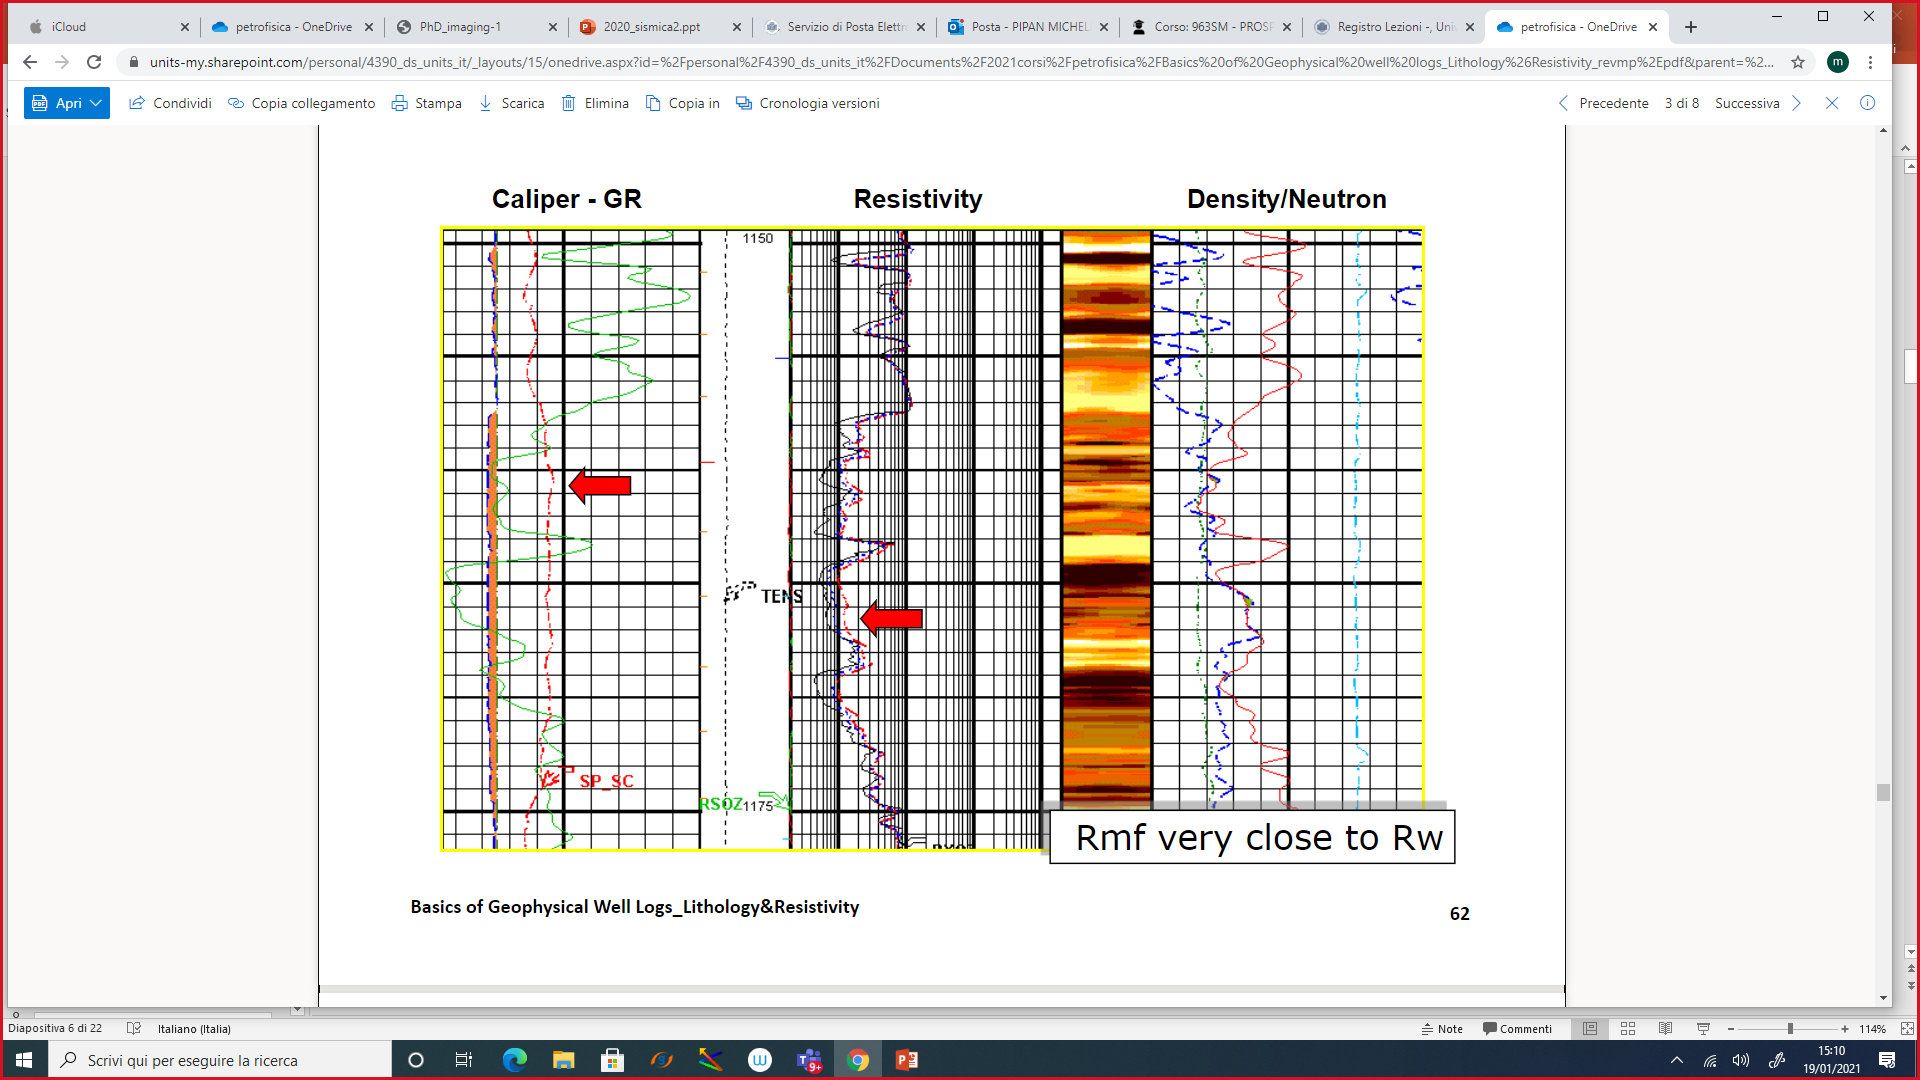 iCloud
petrofisica - OneDrive
PhD_imaging-1
2020_sismica2.ppt
Servizio di Posta Elettr
Posta - PIPAN MICHEL
Corso: 963SM - PROSP
Registro Lezioni -, Uni
petrofisica - OneDrive
units-my.sharepoint.com/personal/4390_ds_units_it/_layouts/15/onedrive.aspx?id=%2Fpersonal%2F4390_ds_units_it%2FDocuments%2F2021corsi%2Fpetrofisica%2FBasics%20of%20Geophysical%20well%20logs_Lithology%26Resistivity_revmp%2Epdf&parent=%2...
m
Apri
Condividi
Copia collegamento
Stampa
Scarica
Elimina
Copia in
Cronologia versioni
Precedente
3 di 8
Successiva
Caliper - GR
Resistivity
Density/Neutron
1150
TENS
SP_SC
RSOZ
1175
Rmf very close to Rw
Basics of Geophysical Well Logs_Lithology&Resistivity
62
Diapositiva 6 di 22
Italiano (Italia)
Note
Commenti
114%
Scrivi qui per eseguire la ricerca
9+
15:10
19/01/2021